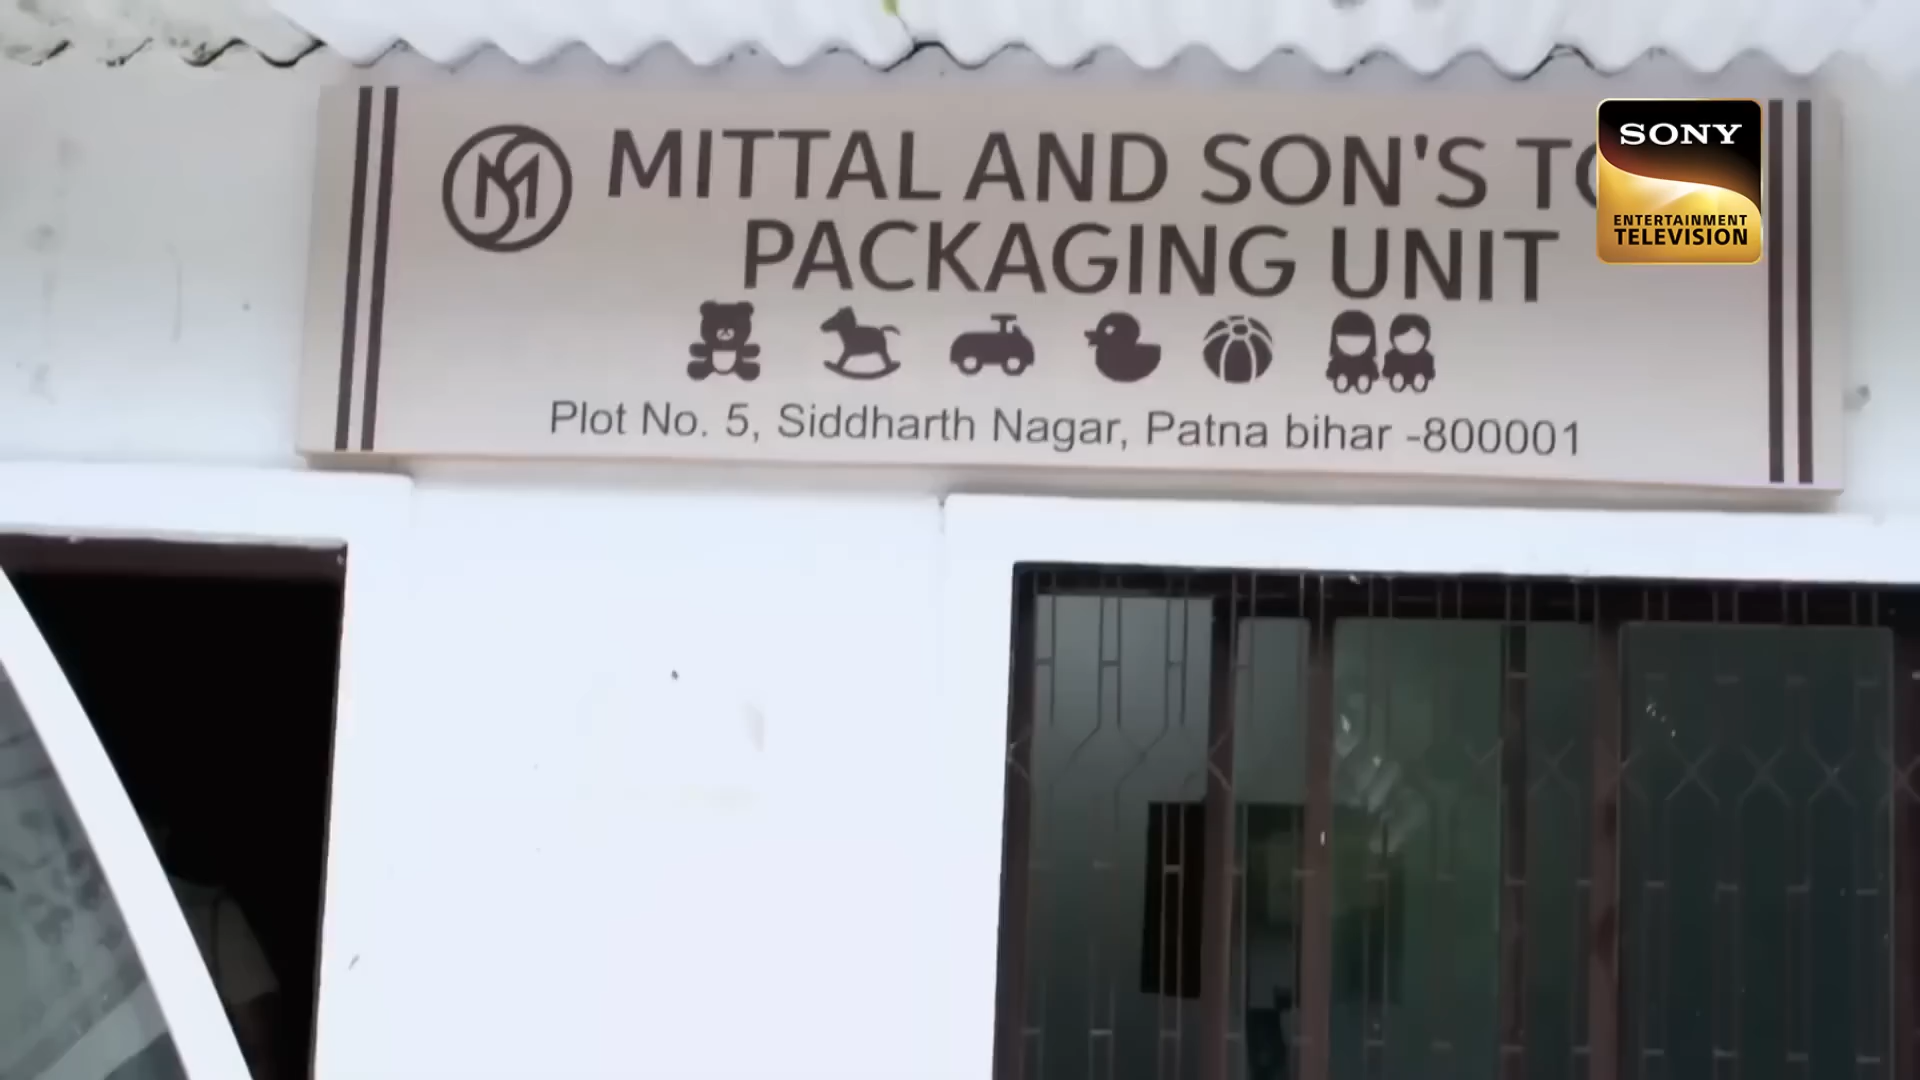 MITTAL AND SON'S
PACKAGING UNIT
Plot No. 5, Siddharth Nagar, Patna bihar -800001
SONY
ENTERTAINMENT
TELEVISION